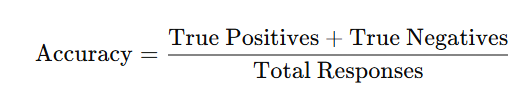 Accuracy = True Positives + True Negatives
Total Responses